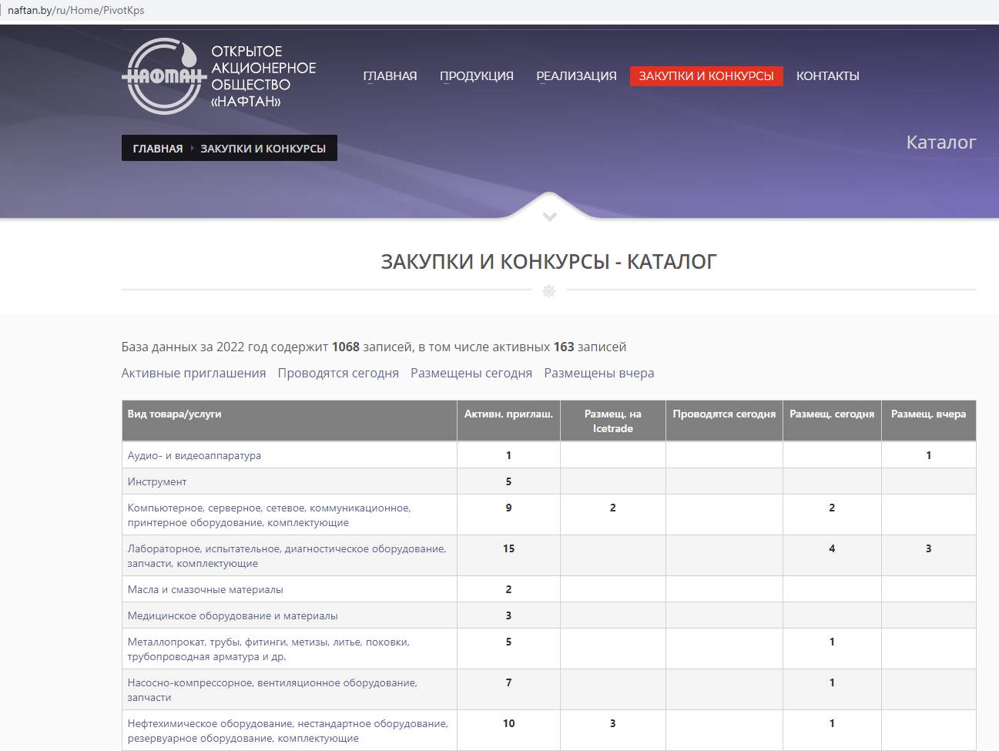 naftan.by/ru/Home/PivotKps
НАФТАН
ОТКРЫТОЕ
АКЦИОНЕРНОЕ
ОБЩЕСТВО
«НАФТАН»
ГЛАВНАЯ ПРОДУКЦИЯ РЕАЛИЗАЦИЯ ЗАКУПКИ И КОНКУРСЫ КОНТАКТЫ
ГЛАВНАЯ ЗАКУПКИ И КОНКУРСЫ
Каталог
ЗАКУПКИ И КОНКУРСЫ - КАТАЛОГ
База данных за 2022 год содержит 1068 записей, в том числе активных 163 записей
Активные приглашения Проводятся сегодня Размещены сегодня Размещены вчера
Вид товара/услуги Активн. приглаш. Размещ. на Проводятся сегодня Размещ. сегодня Размещ. вчера
Icetrade
Аудио- и видеоаппаратура 1 1
Инструмент 5
Компьютерное, серверное, сетевое, коммуникационное, 9 2 2
принтерное оборудование, комплектующие
Лабораторное, испытательное, диагностическое оборудование, 15 4 3
запчасти, комплектующие
Масла и смазочные материалы 2
Медицинское оборудование и материалы 3
Металлопрокат, трубы, фитинги, метизы, литье, поковки, 5 1
трубопроводная арматура и др.
Насосно-компрессорное, вентиляционное оборудование, 7 1
запчасти
Нефтехимическое оборудование, нестандартное оборудование, 10 3 1
резервуарное оборудование, комплектующие